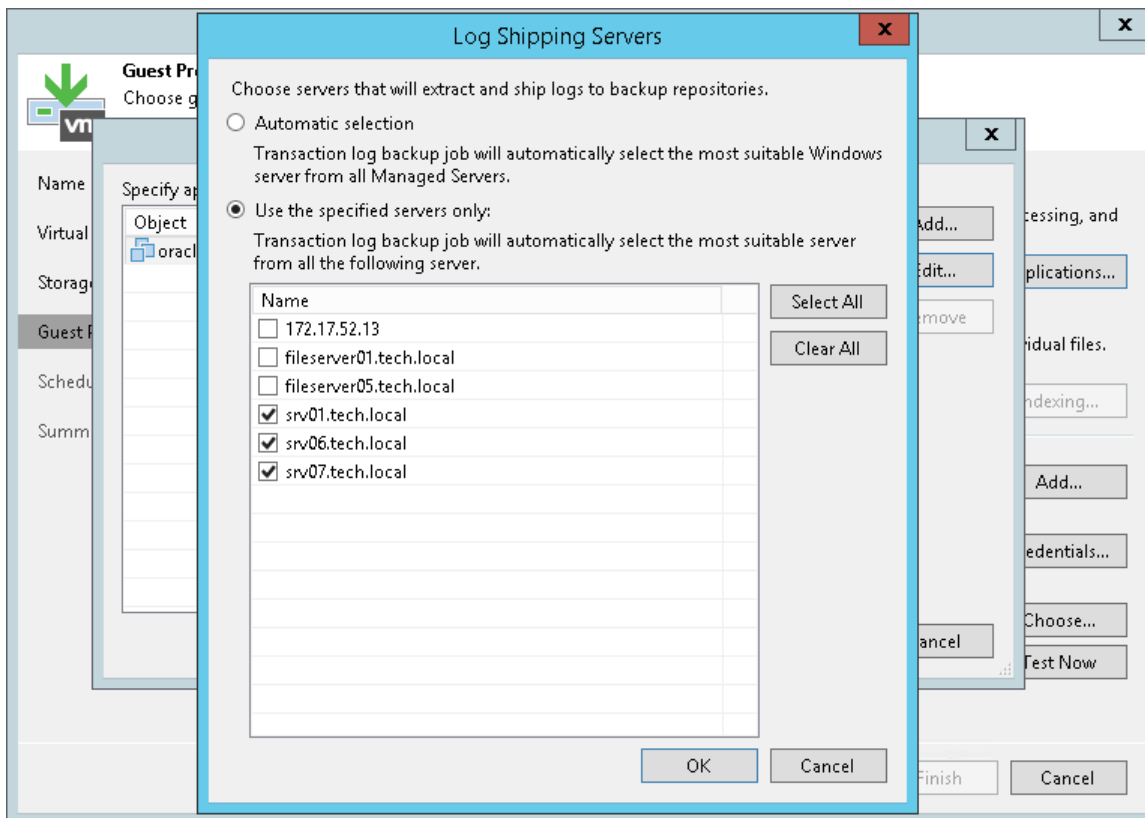 Log Shipping Servers
x
x
Guest Pr
Choose g
vm
Choose servers that will extract and ship logs to backup repositories.
Automatic selection
Transaction log backup job will automatically select the most suitable Windows
server from all Managed Servers.
Use the specified servers only:
Transaction log backup job will automatically select the most suitable server
from all the following server.
Name
172.17.52.13
fileserver01.tech.local
fileserver05.tech.local
srv01.tech.local
srv06.tech.local
srv07.tech.local
Select All
Clear All
OK
Cancel
x
Specify ap
Object
oracl
Add...
Edit...
emove
ancel
Name
Virtual
Storage
Guest P
Schedu
Summ
cessing, and
plications...
vidual files.
ndexing...
Add...
edentials...
Choose...
Test Now
Finish
Cancel